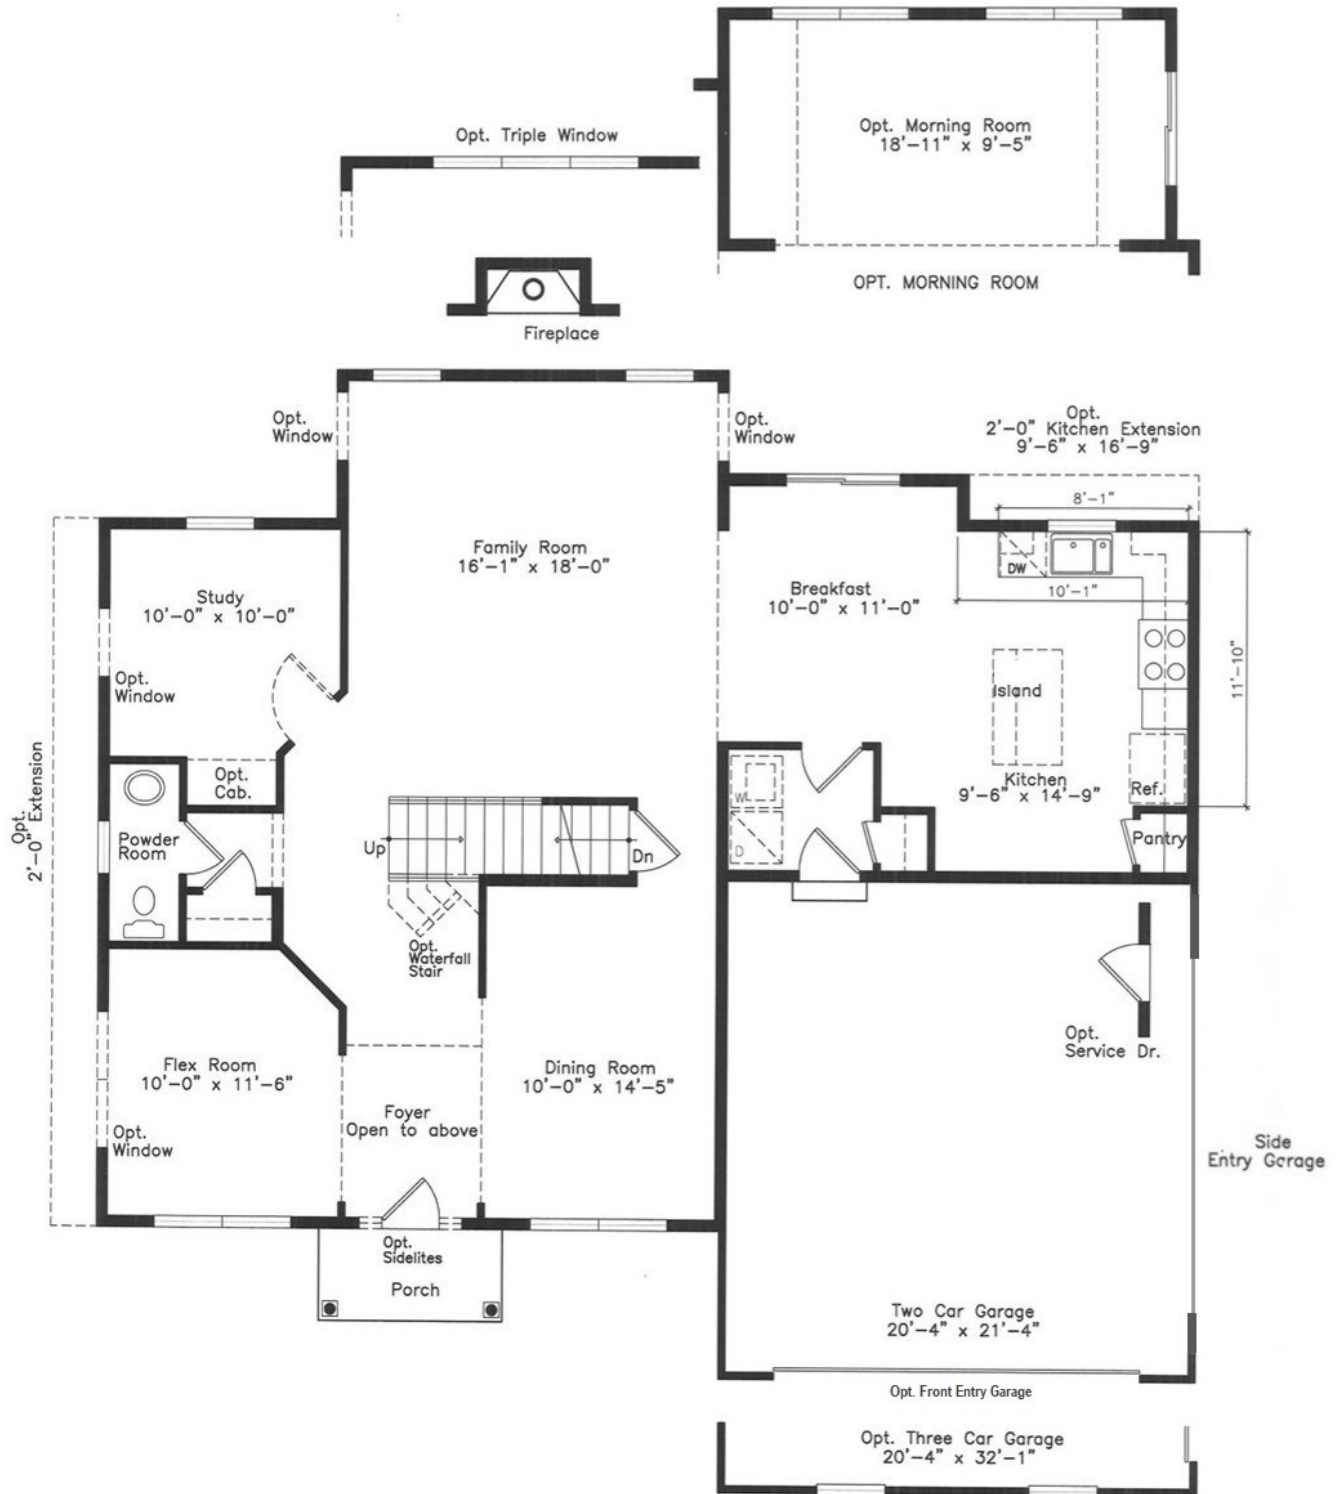 Opt. Morning Room
18'-11" x 9'-5"
OPT. MORNING ROOM
Opt. Triple Window
Fireplace
Opt.
Window
Opt.
Window
Opt.
2'-0" Kitchen Extension
9'-6" x 16'-9"
8'-1"
Family Room
16'-1" x 18'-0"
DW
Breakfast
10'-0" x 11'-0"
10'-1"
11'-10"
Study
10'-0" x 10'-0"
Opt.
Window
Island
Opt.
2'-0" Extension
Opt.
Cab.
Kitchen
9'-6" x 14'-9"
Ref.
W
D
Powder
Room
Up
Dn
Pantry
Opt.
Waterfall
Stair
Opt.
Service Dr.
Flex Room
10'-0" x 11'-6"
Dining Room
10'-0" x 14'-5"
Foyer
Open to above
Opt.
Window
Side
Entry Garage
Opt.
Sidelites
Porch
Two Car Garage
20'-4" x 21'-4"
Opt. Front Entry Garage
Opt. Three Car Garage
20'-4" x 32'-1"